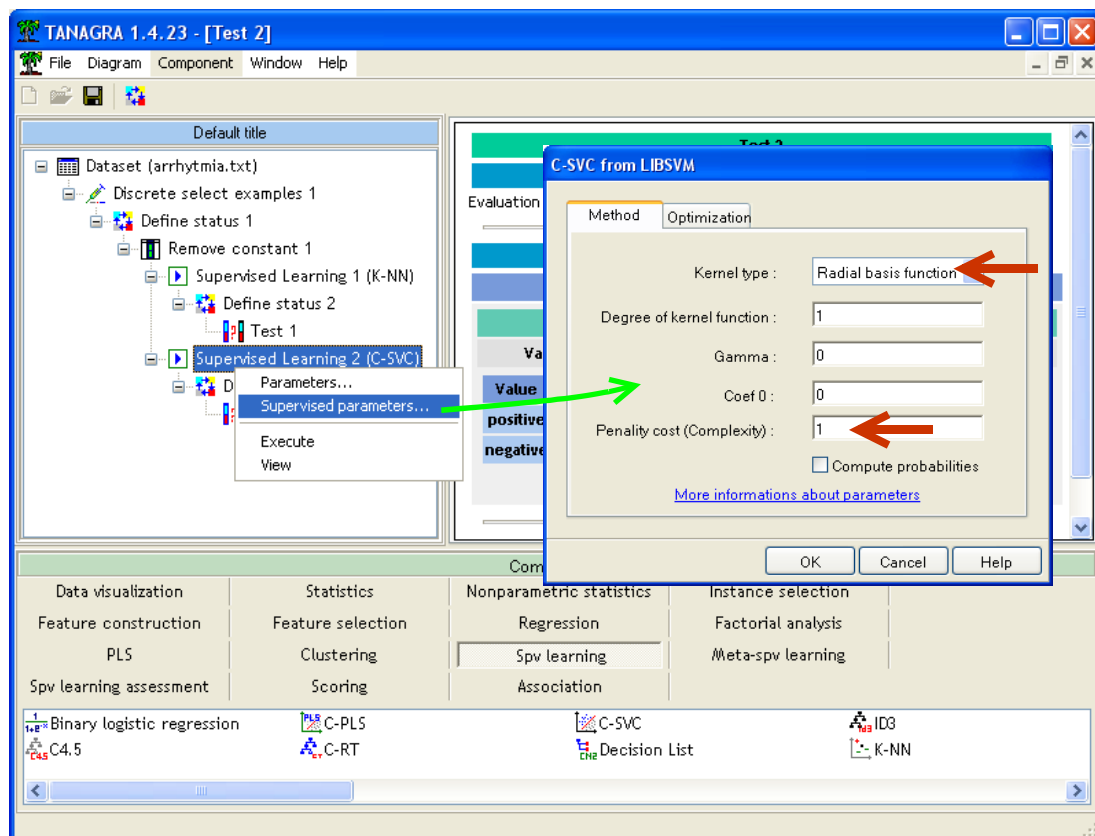 TANAGRA 1.4.23 - [Test 2]
File Diagram Component Window Help
Default title
Dataset (arrhytmia.txt)
Discrete select examples 1
Define status 1
Remove constant 1
Supervised Learning 1 (K-NN)
Define status 2
Test 1
Supervised Learning 2 (C-SVC)
D
Parameters...
Supervised parameters...
Execute
View
Evaluation
Value
positive
negative
C-SVC from LIBSVM
Method Optimization
Kernel type : Radial basis function
Degree of kernel function : 1
Gamma : 0
Coef 0 : 0
Penality cost (Complexity) : 1
Compute probabilities
More informations about parameters
OK Cancel Help
Com
Data visualization Statistics Nonparametric statistics Instance selection
Feature construction Feature selection Regression Factorial analysis
PLS Clustering Spv learning Meta-spv learning
Spv learning assessment Scoring Association
Binary logistic regression C-PLS C-SVC ID3
C4.5 C-RT Decision List K-NN